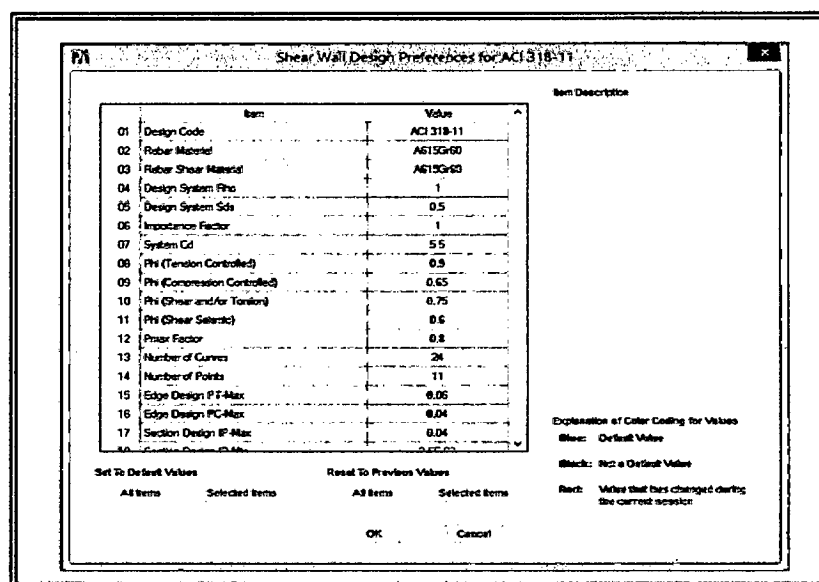 Shear Wall Design Preferences for ACI 318-11
Item Description
Item Value
01 Design Code ACI 318-11
02 Rebar Material A615Gr60
03 Rebar Shear Material A615Gr60
04 Design System Rho 1
05 Design System Sds 0.5
06 Importance Factor 1
07 System Cd 5.5
08 Phi (Tension Controlled) 0.9
09 Phi (Compression Controlled) 0.65
10 Phi (Shear and/or Torsion) 0.75
11 Phi (Shear Seismic) 0.6
12 Pmax Factor 0.8
13 Number of Curves 24
14 Number of Points 11
15 Edge Design PT-Max 0.06
16 Edge Design PC-Max 0.04
17 Section Design IP-Max 0.04
Explanation of Color Coding for Values
Blue: Default Value
Black: Not a Default Value
Red: Value that has changed during the current session
Set To Default Values
Reset To Previous Values
All Items Selected Items All Items Selected Items
OK Cancel